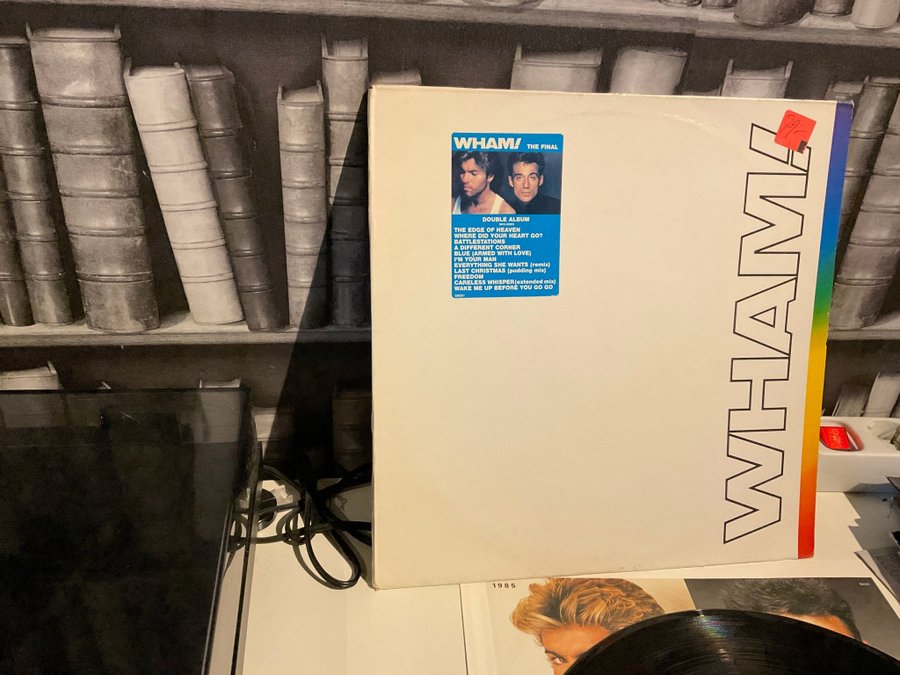 WHAM! THE FINAL
DOUBLE ALBUM
THE EDGE OF HEAVEN
WHERE DID YOUR HEART GO?
BATTLESTATIONS
A DIFFERENT CORNER
BLUE (ARMED WITH LOVE)
I'M YOUR MAN
EVERYTHING SHE WANTS (remix)
LAST CHRISTMAS (pudding mix)
FREEDOM
CARELESS WHISPER (extended mix)
WAKE ME UP BEFORE YOU GO GO
WHAM!
1985